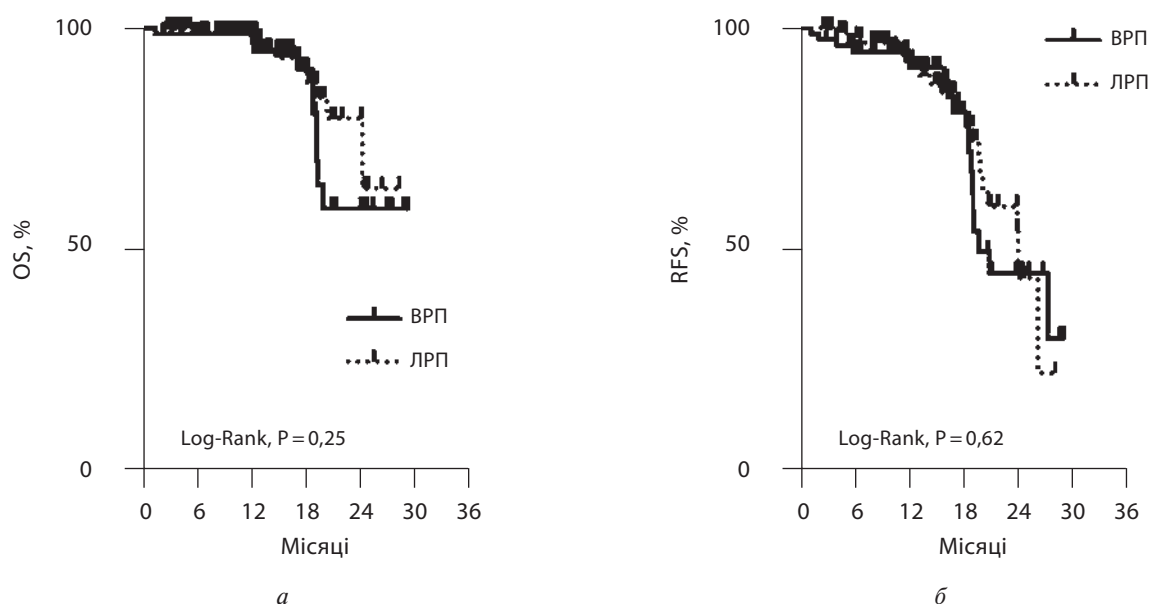 100
50
0
OS, %
ВРП
ЛРП
Log-Rank, P = 0,25
0 6 12 18 24 30 36
Місяці
а
100
50
0
RFS, %
ВРП
ЛРП
Log-Rank, P = 0,62
0 6 12 18 24 30 36
Місяці
б